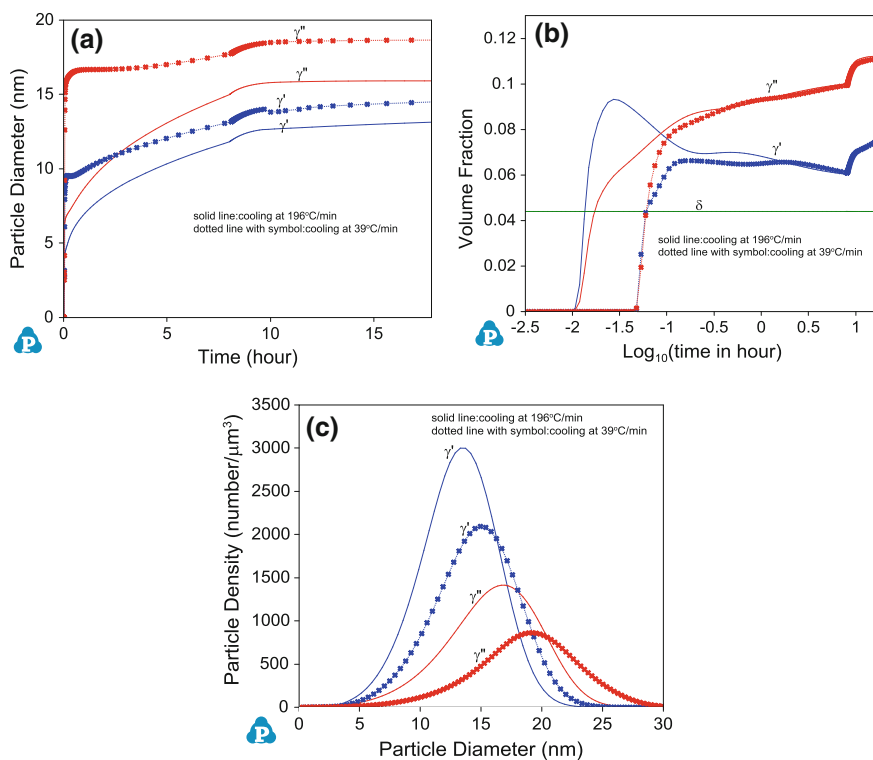 (a)
Particle Diameter (nm)
20
15
10
5
0
0
5
10
15
Time (hour)
γ"
γ"
γ'
γ'
solid line:cooling at 196°C/min
dotted line with symbol:cooling at 39°C/min
P
(b)
Volume Fraction
0.12
0.1
0.08
0.06
0.04
0.02
0
-2.5
-2
-1.5
-1
-0.5
0
0.5
1
Log10(time in hour)
γ"
γ'
δ
solid line:cooling at 196°C/min
dotted line with symbol:cooling at 39°C/min
P
(c)
Particle Density (number/μm³)
3500
3000
2500
2000
1500
1000
500
0
0
5
10
15
20
25
30
Particle Diameter (nm)
solid line:cooling at 196°C/min
dotted line with symbol:cooling at 39°C/min
γ'
γ'
γ"
γ"
P